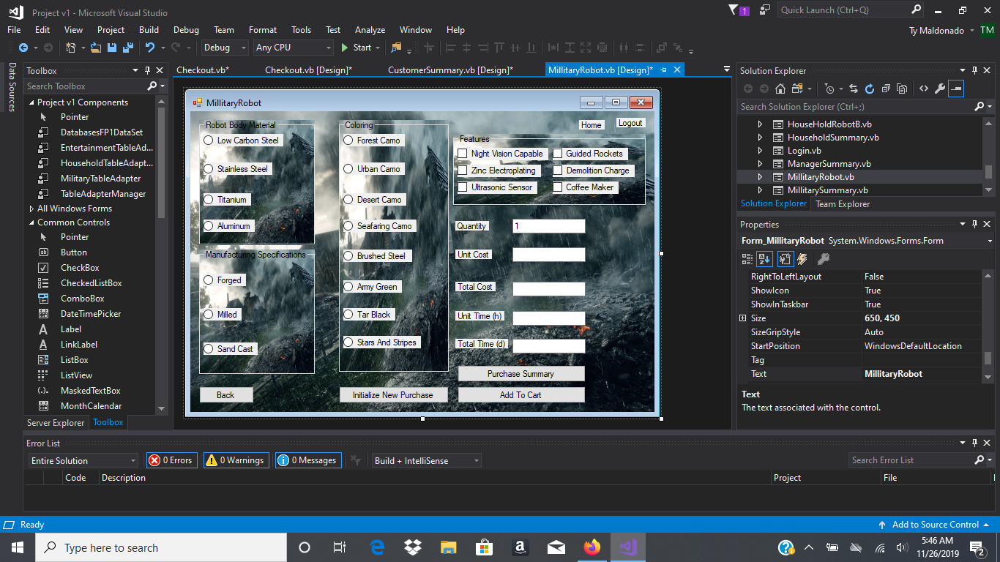 Project v1 - Microsoft Visual Studio
1
Quick Launch (Ctrl+Q)
File Edit View Project Build Debug Team Format Tools Test Analyze Window Help
Ty Maldonado TM
Debug Any CPU Start
Data Sources
Toolbox
Search Toolbox
Project v1 Components
Pointer
DatabasesFP1DataSet
EntertainmentTableAd...
HouseholdTableAdapt...
MilitaryTableAdapter
TableAdapterManager
All Windows Forms
Common Controls
Pointer
Button
CheckBox
CheckedListBox
ComboBox
DateTimePicker
Label
LinkLabel
ListBox
ListView
MaskedTextBox
MonthCalendar
Server Explorer Toolbox
Checkout.vb* Checkout.vb [Design]* CustomerSummary.vb [Design]* MillitaryRobot.vb [Design]*
MillitaryRobot
Home Logout
Robot Body Material
Low Carbon Steel
Stainless Steel
Titanium
Aluminum
Manufacturing Specifications
Forged
Milled
Sand Cast
Back
Coloring
Forest Camo
Urban Camo
Desert Camo
Seafaring Camo
Brushed Steel
Army Green
Tar Black
Stars And Stripes
Initialize New Purchase
Features
Night Vision Capable Guided Rockets
Zinc Electroplating Demolition Charge
Ultrasonic Sensor Coffee Maker
Quantity 1
Unit Cost
Total Cost
Unit Time (h)
Total Time (d)
Purchase Summary
Add To Cart
Solution Explorer
Search Solution Explorer (Ctrl+;)
HouseHoldRobotB.vb
HouseholdSummary.vb
Login.vb
ManagerSummary.vb
MillitaryRobot.vb
MillitarySummary.vb
Solution Explorer Team Explorer
Properties
Form_MillitaryRobot System.Windows.Forms.Form
RightToLeftLayout False
ShowIcon True
ShowInTaskbar True
Size 650, 450
SizeGripStyle Auto
StartPosition WindowsDefaultLocation
Tag
Text MillitaryRobot
Text
The text associated with the control.
Error List
Entire Solution 0 Errors 0 Warnings 0 Messages Build + IntelliSense Search Error List
Code Description Project File
Ready Add to Source Control
Type here to search
5:46 AM
11/26/2019
2